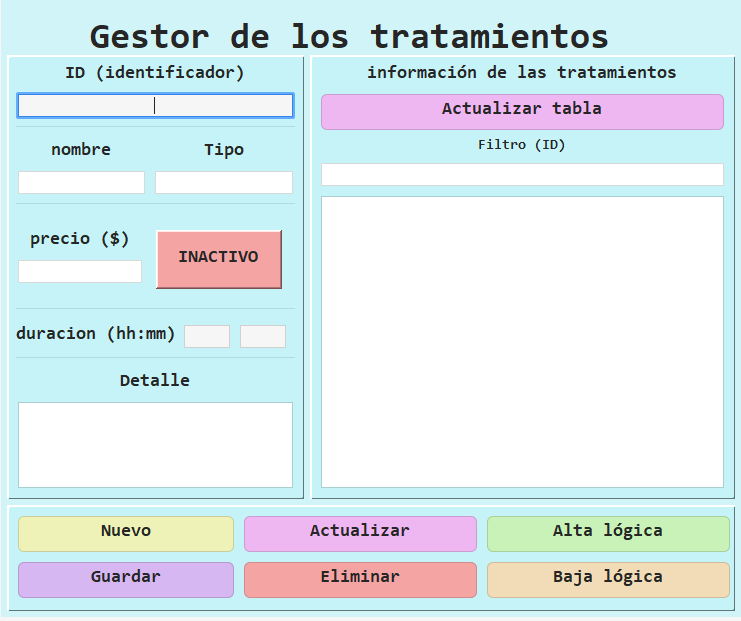 Gestor de los tratamientos
ID (identificador)
nombre
Tipo
precio ($)
INACTIVO
duracion (hh:mm)
Detalle
información de las tratamientos
Actualizar tabla
Filtro (ID)
Nuevo
Actualizar
Alta lógica
Guardar
Eliminar
Baja lógica